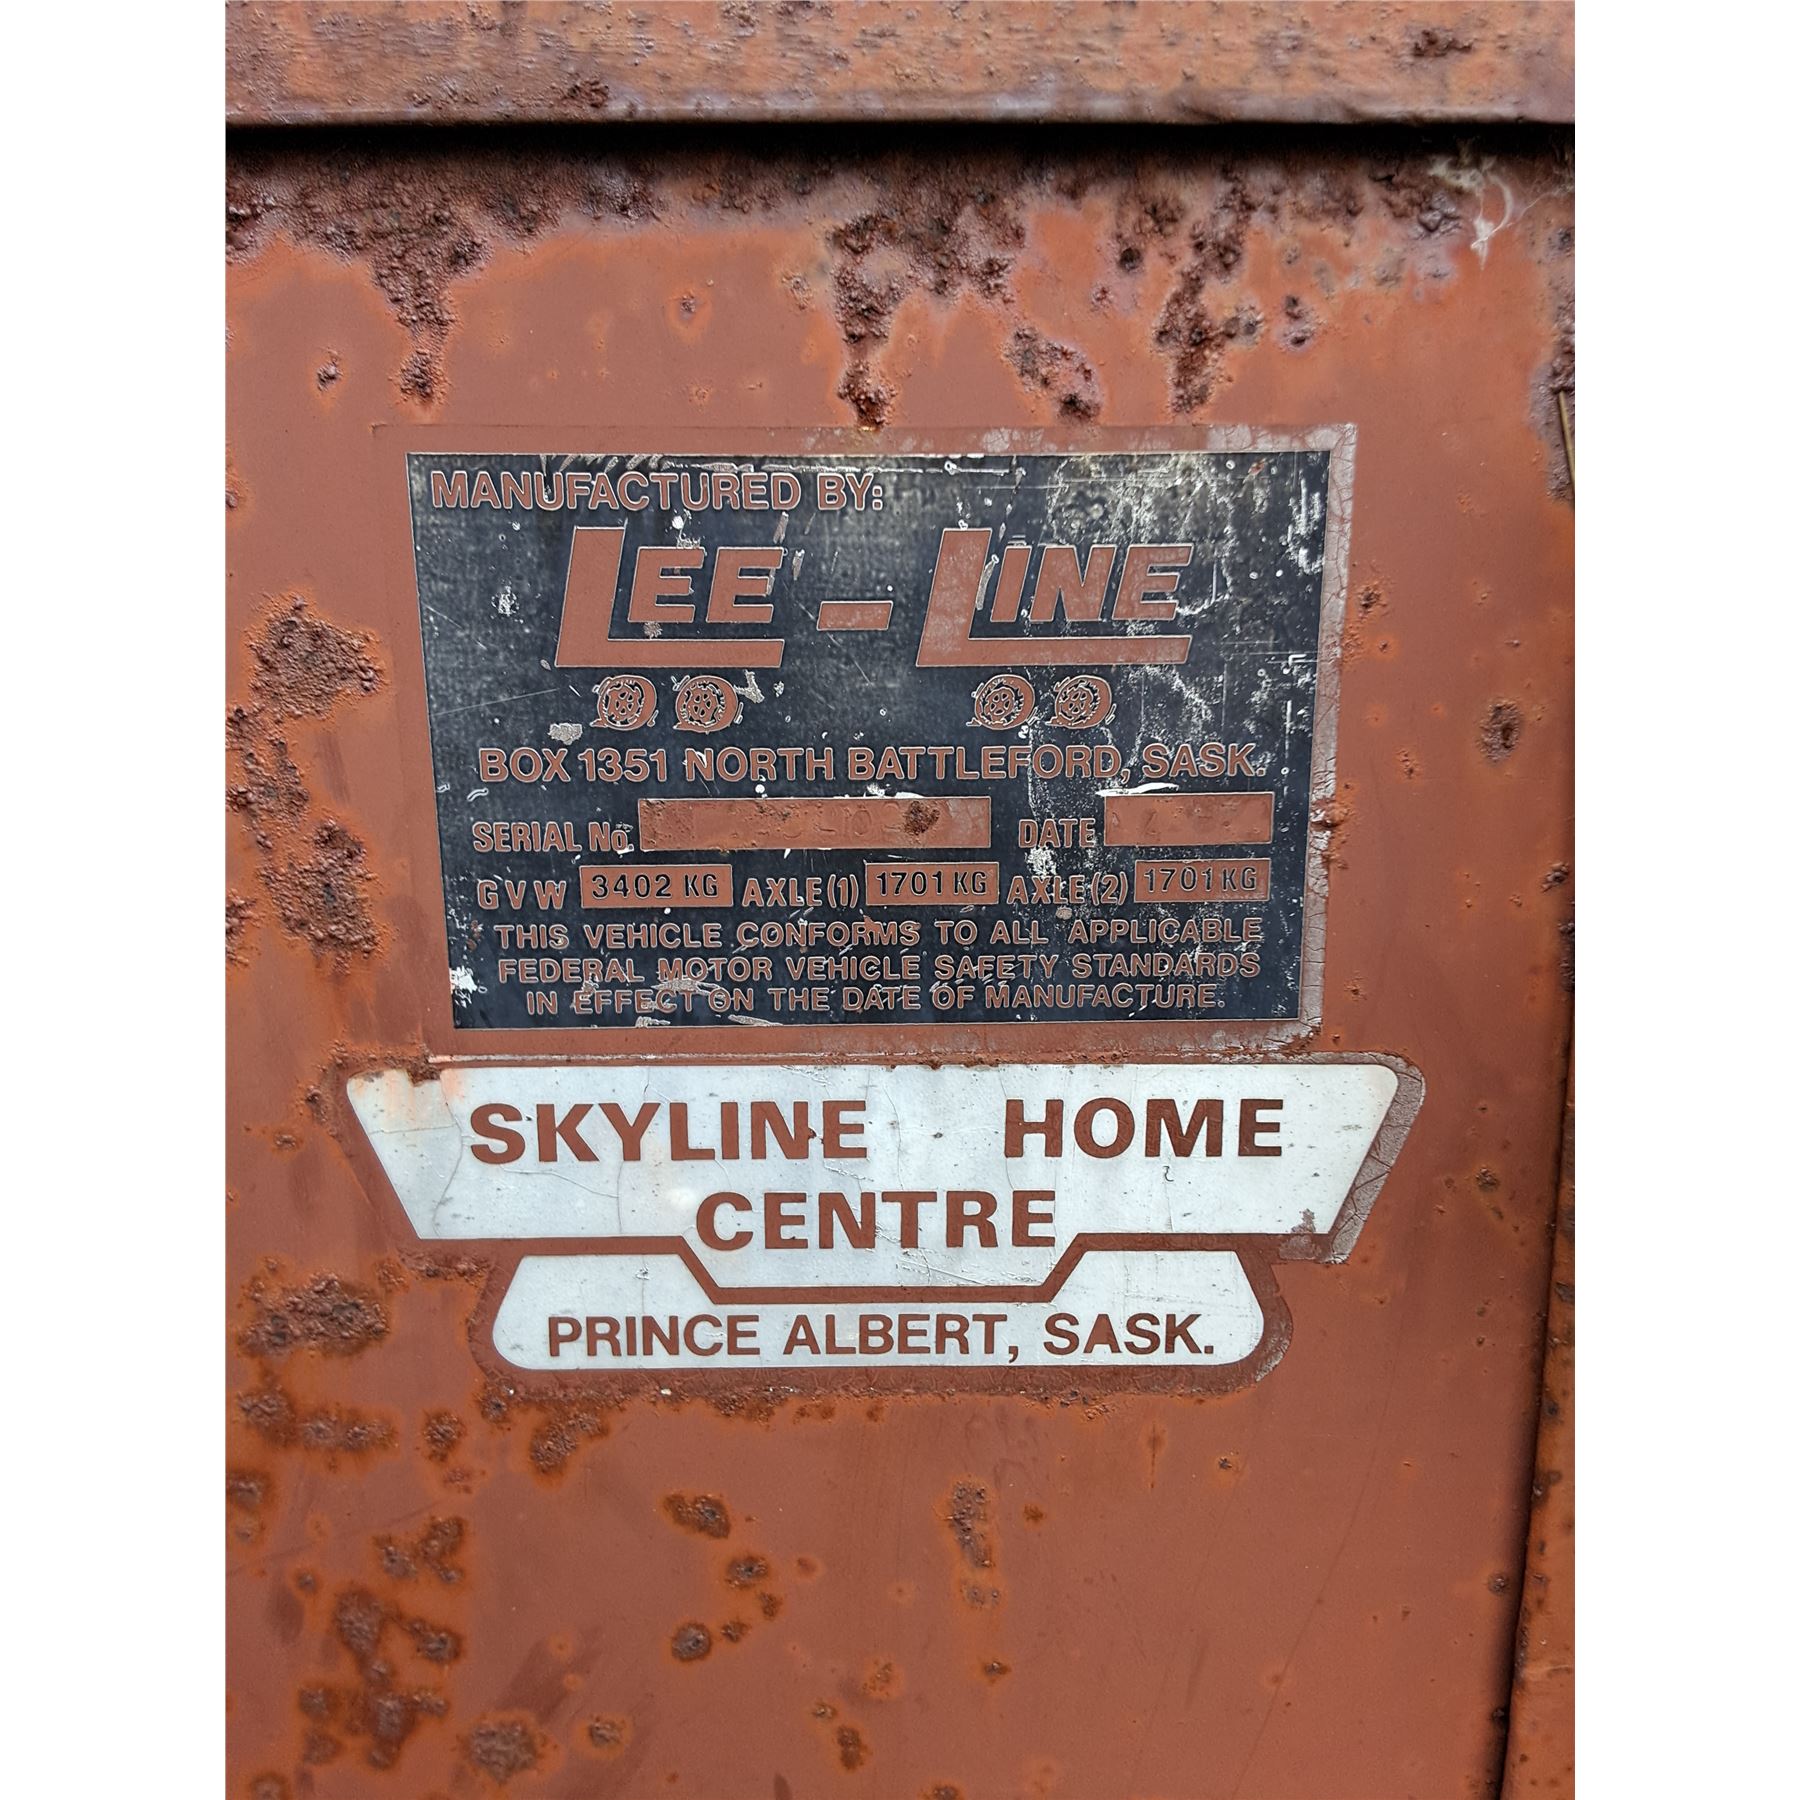 MANUFACTURED BY:
LEE-LINE
BOX 1351 NORTH BATTLEFORD, SASK.
SERIAL No. DATE
GVW 3402 KG AXLE(1) 1701 KG AXLE(2) 1701 KG
THIS VEHICLE CONFORMS TO ALL APPLICABLE
FEDERAL MOTOR VEHICLE SAFETY STANDARDS
IN EFFECT ON THE DATE OF MANUFACTURE.
SKYLINE HOME
CENTRE
PRINCE ALBERT, SASK.